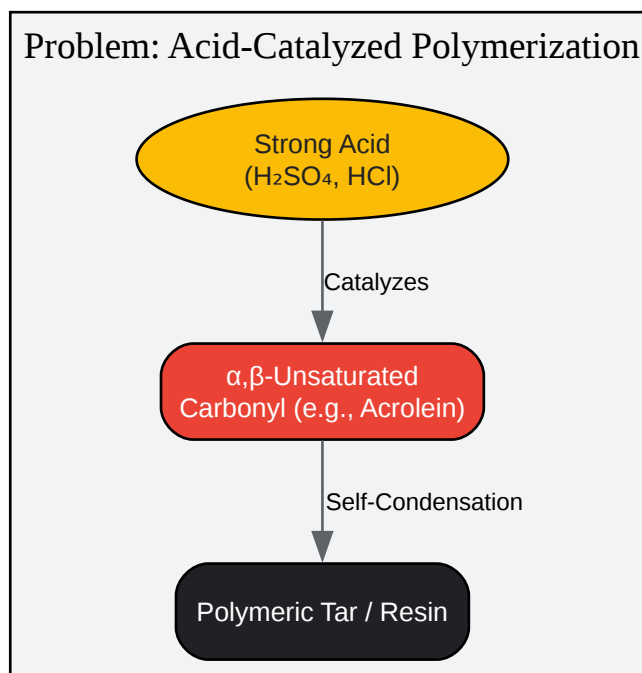 Problem: Acid-Catalyzed Polymerization
Strong Acid
(H₂SO₄, HCl)
Catalyzes
α,β-Unsaturated
Carbonyl (e.g., Acrolein)
Self-Condensation
Polymeric Tar / Resin